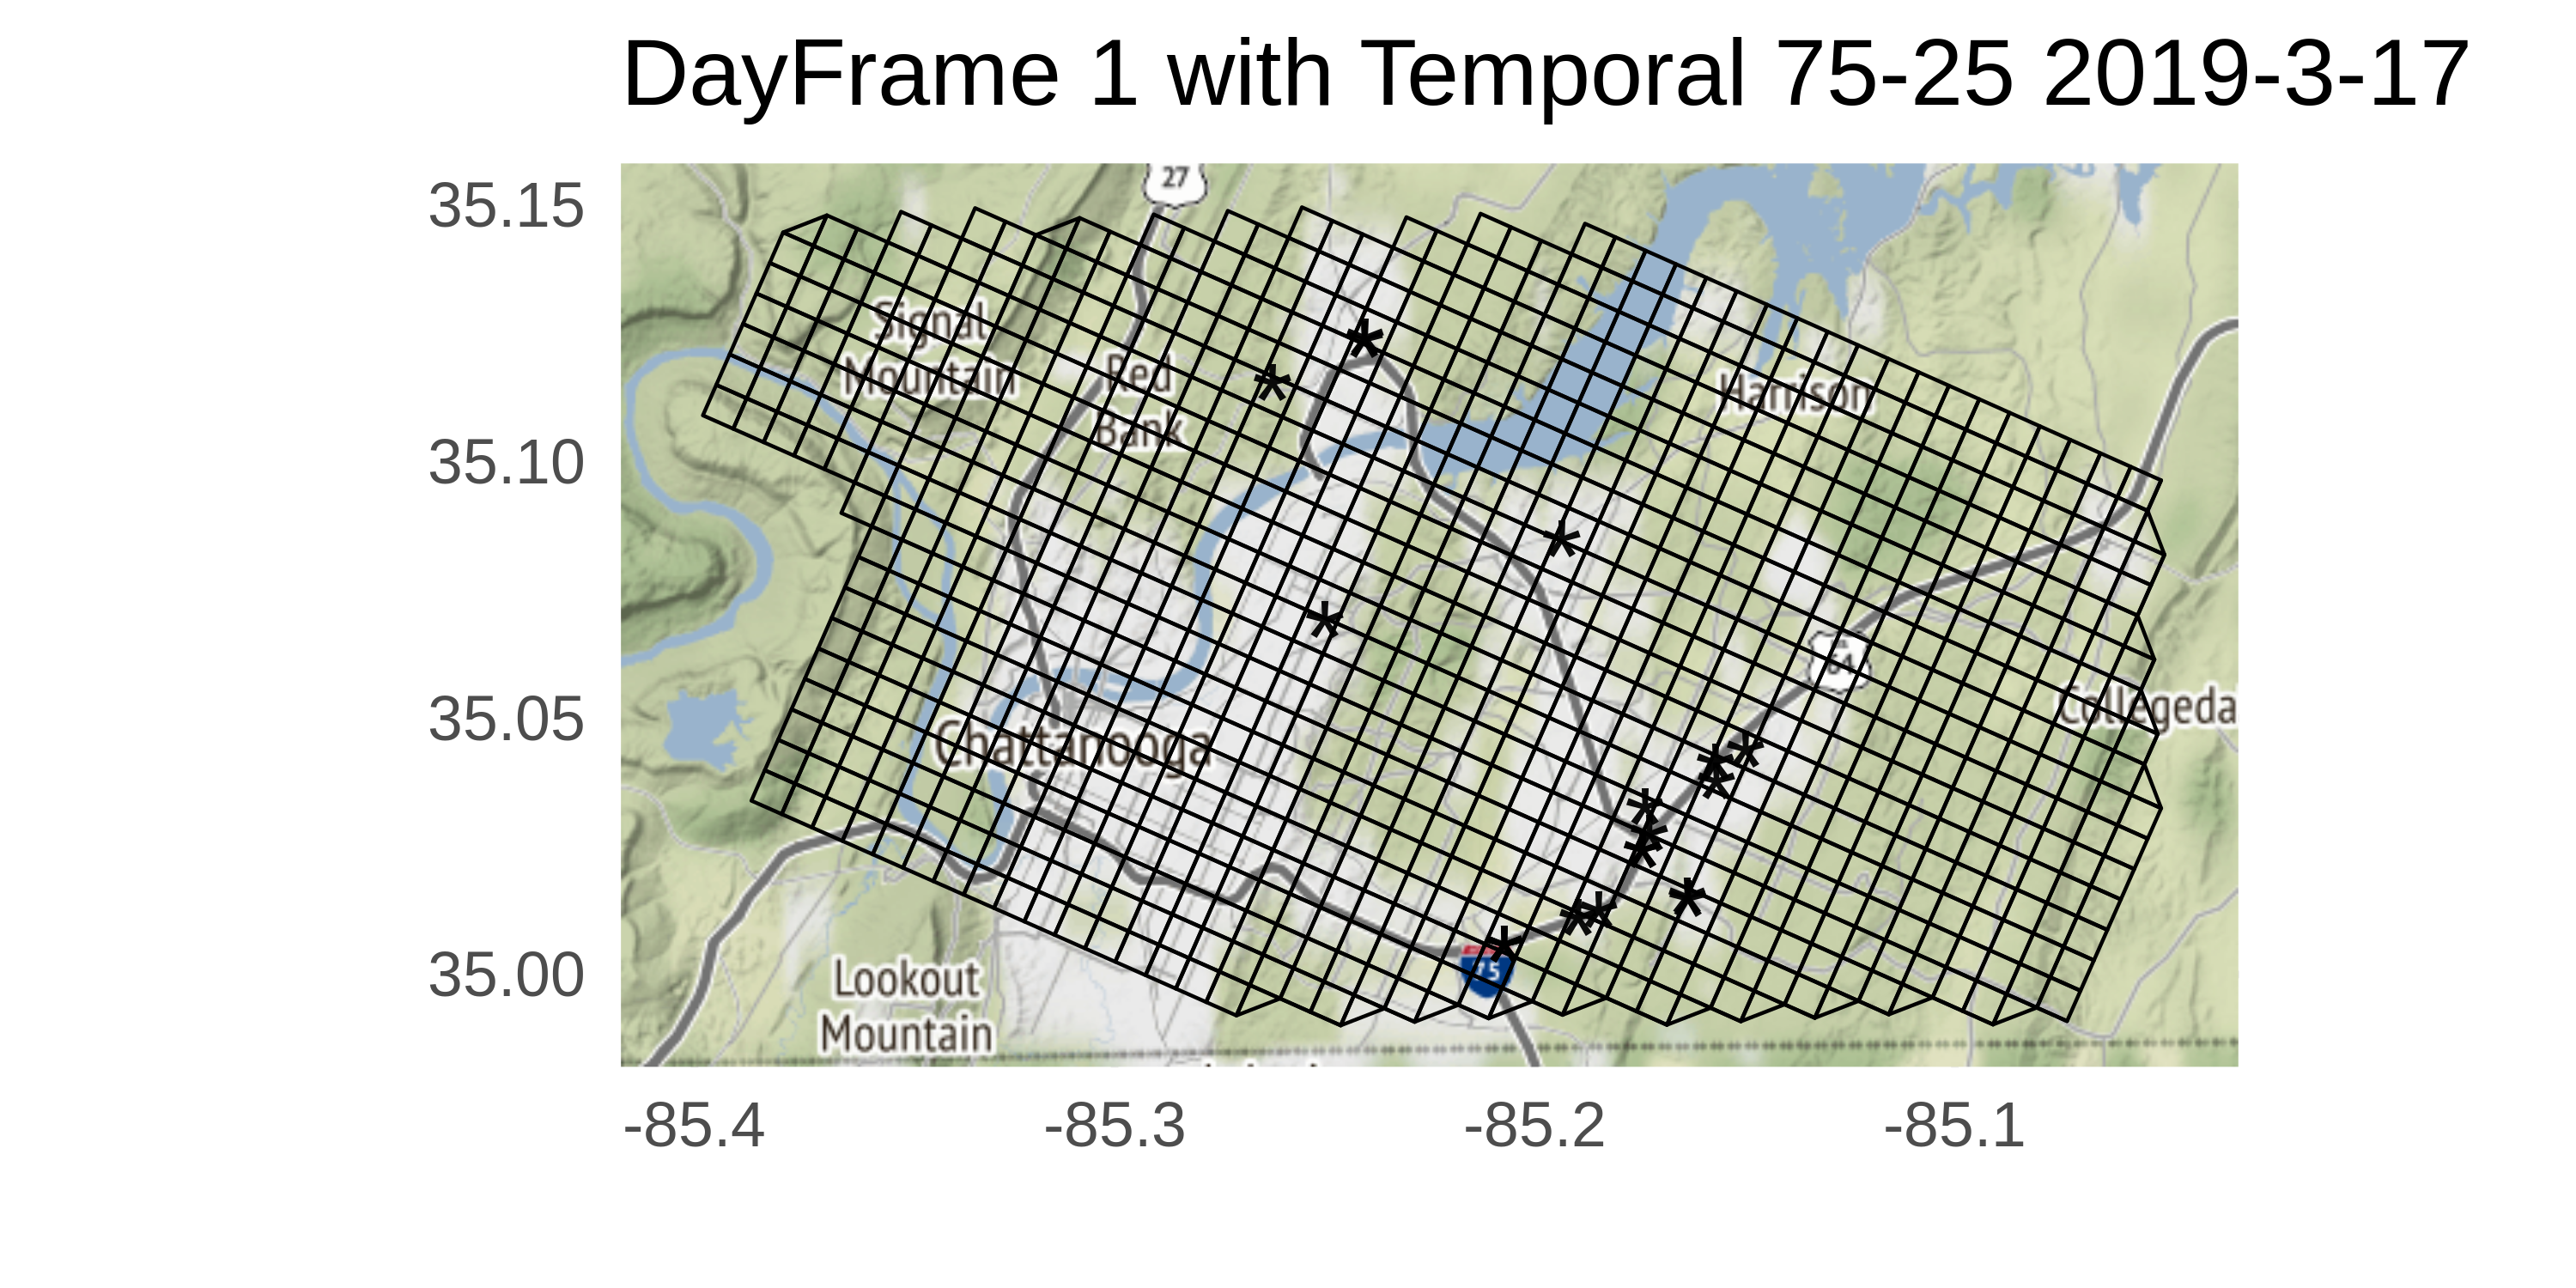 DayFrame 1 with Temporal 75-25 2019-3-17
35.15
35.10
35.05
35.00
27
Signal
Mountain
Red
Bank
Harrison
64
Collegeda
Chattanooga
75
Lookout
Mountain
-85.4
-85.3
-85.2
-85.1